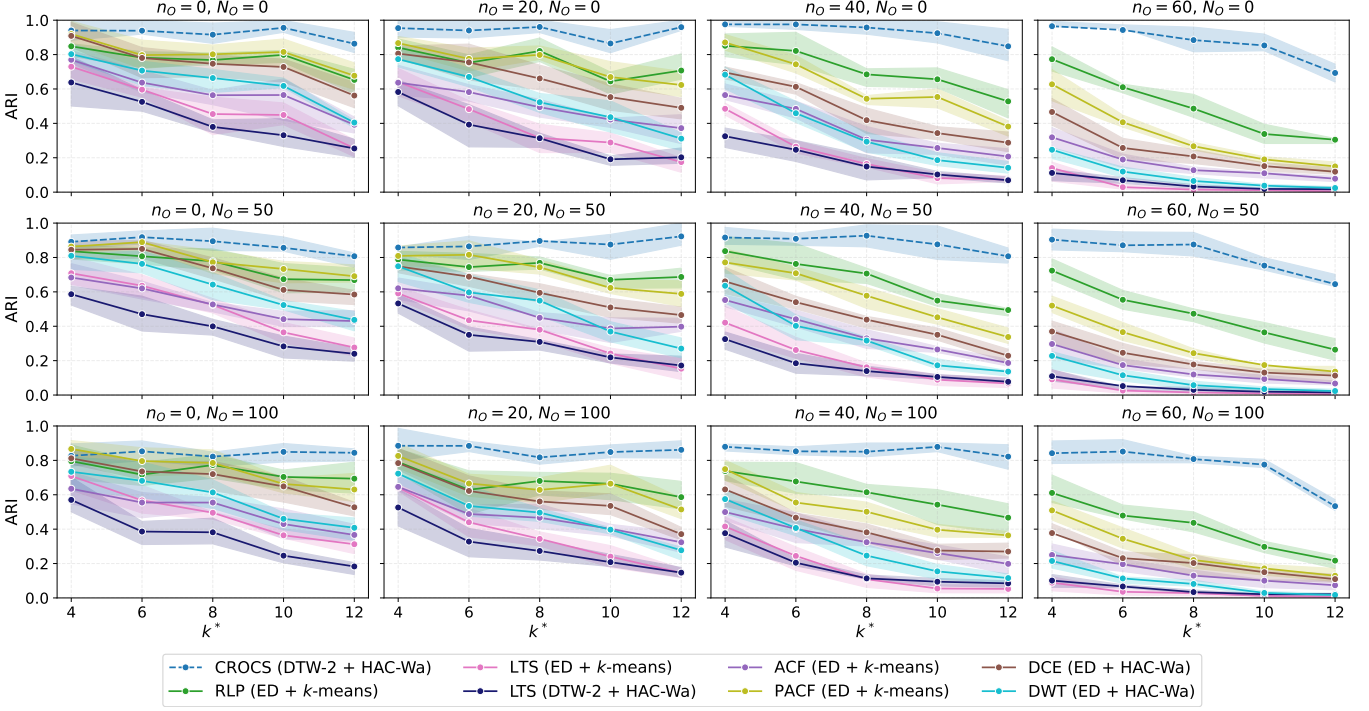 n_O = 0, N_O = 0
n_O = 20, N_O = 0
n_O = 40, N_O = 0
n_O = 60, N_O = 0
1.0
0.8
0.6
0.4
0.2
0.0
ARI
n_O = 0, N_O = 50
n_O = 20, N_O = 50
n_O = 40, N_O = 50
n_O = 60, N_O = 50
1.0
0.8
0.6
0.4
0.2
0.0
ARI
n_O = 0, N_O = 100
n_O = 20, N_O = 100
n_O = 40, N_O = 100
n_O = 60, N_O = 100
1.0
0.8
0.6
0.4
0.2
0.0
ARI
4 6 8 10 12
4 6 8 10 12
4 6 8 10 12
4 6 8 10 12
k*
k*
k*
k*
CROCS (DTW-2 + HAC-Wa)
LTS (ED + k-means)
ACF (ED + k-means)
DCE (ED + HAC-Wa)
RLP (ED + k-means)
LTS (DTW-2 + HAC-Wa)
PACF (ED + k-means)
DWT (ED + HAC-Wa)